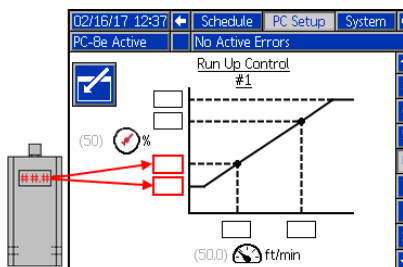 02/16/17 12:37 Schedule PC Setup System
PC-8e Active No Active Errors
Run Up Control
#1
(50) %
##.#
(50.0) ft/min